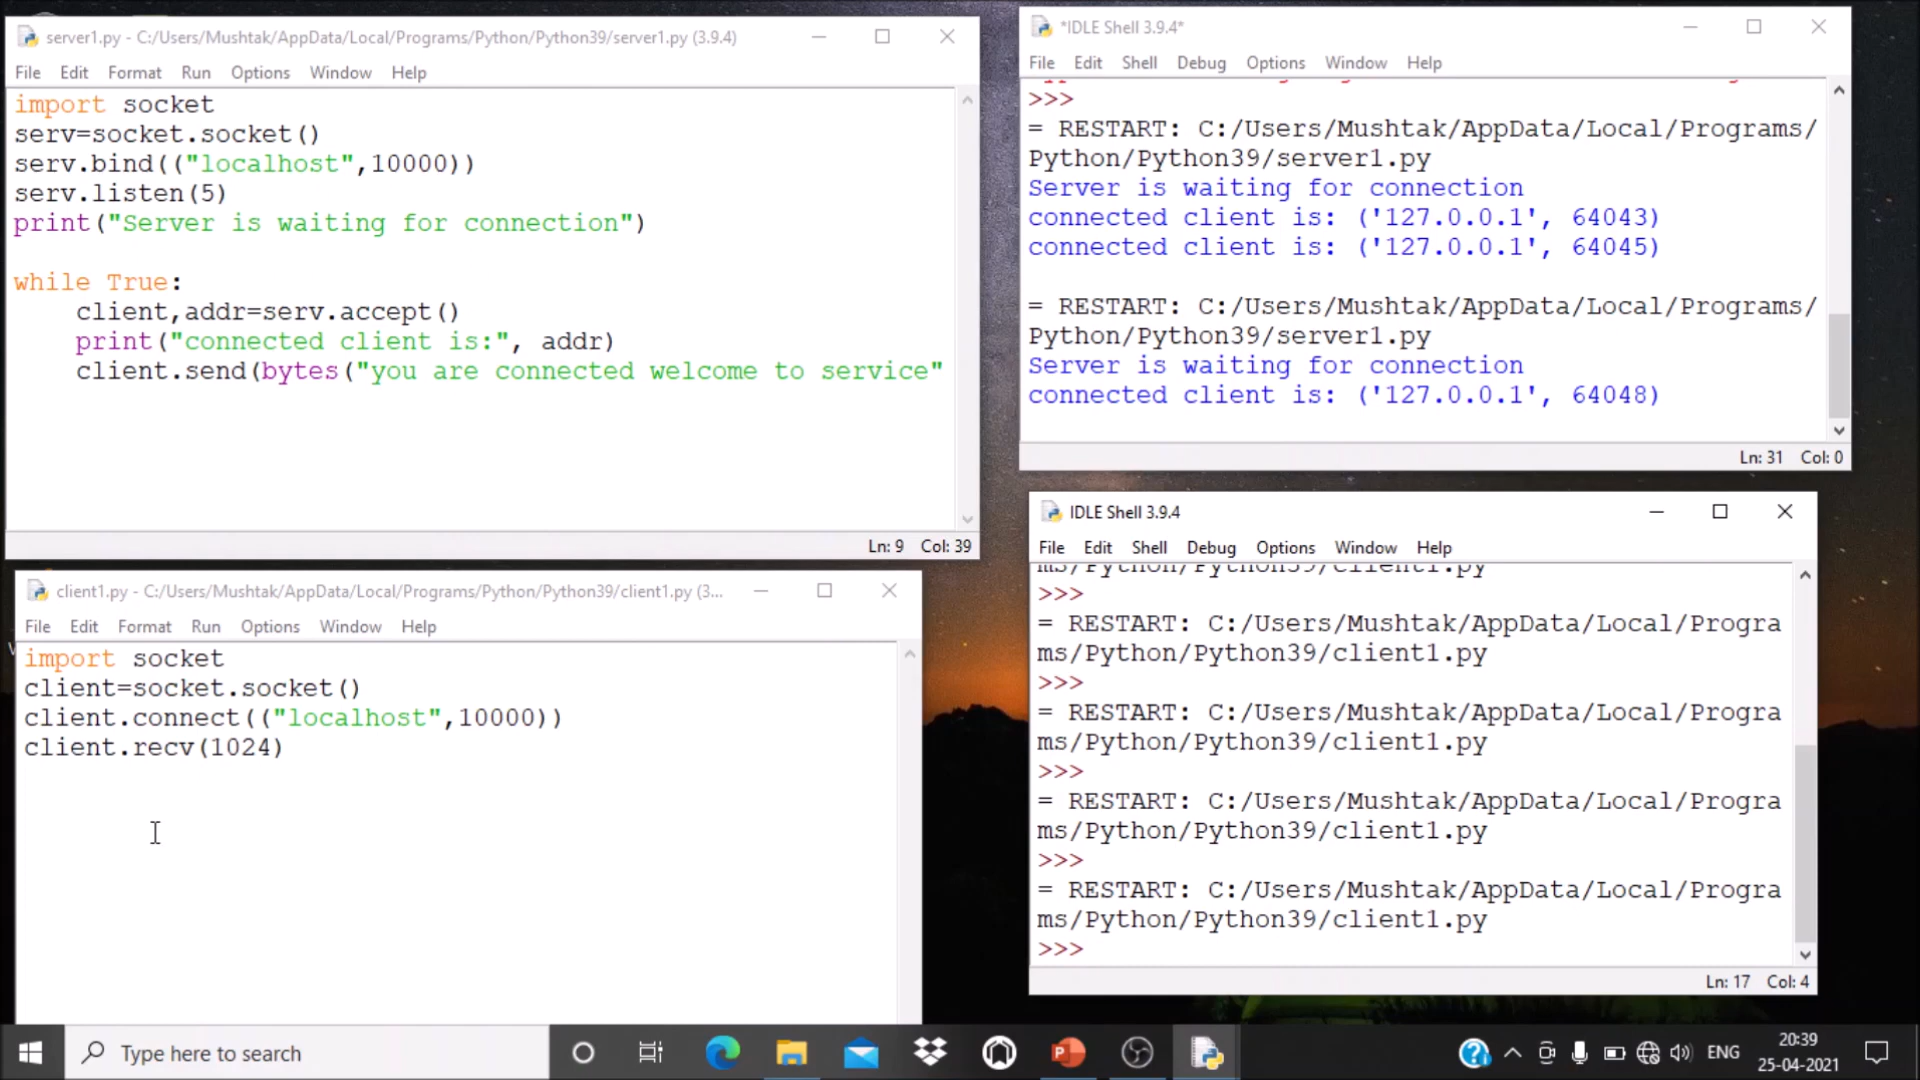 server1.py - C:/Users/Mushtak/AppData/Local/Programs/Python/Python39/server1.py (3.9.4)
File Edit Format Run Options Window Help
import socket
serv=socket.socket()
serv.bind(("localhost",10000))
serv.listen(5)
print("Server is waiting for connection")
while True:
    client,addr=serv.accept()
    print("connected client is:", addr)
    client.send(bytes("you are connected welcome to service"
Ln: 9 Col: 39
client1.py - C:/Users/Mushtak/AppData/Local/Programs/Python/Python39/client1.py (3...
File Edit Format Run Options Window Help
import socket
client=socket.socket()
client.connect(("localhost",10000))
client.recv(1024)
*IDLE Shell 3.9.4*
File Edit Shell Debug Options Window Help
>>>
= RESTART: C:/Users/Mushtak/AppData/Local/Programs/
Python/Python39/server1.py
Server is waiting for connection
connected client is: ('127.0.0.1', 64043)
connected client is: ('127.0.0.1', 64045)
= RESTART: C:/Users/Mushtak/AppData/Local/Programs/
Python/Python39/server1.py
Server is waiting for connection
connected client is: ('127.0.0.1', 64048)
Ln: 31 Col: 0
IDLE Shell 3.9.4
File Edit Shell Debug Options Window Help
ms/Python/Python39/client1.py
>>>
= RESTART: C:/Users/Mushtak/AppData/Local/Progra
ms/Python/Python39/client1.py
>>>
= RESTART: C:/Users/Mushtak/AppData/Local/Progra
ms/Python/Python39/client1.py
>>>
= RESTART: C:/Users/Mushtak/AppData/Local/Progra
ms/Python/Python39/client1.py
>>>
= RESTART: C:/Users/Mushtak/AppData/Local/Progra
ms/Python/Python39/client1.py
>>>
Ln: 17 Col: 4
Type here to search
ENG
20:39
25-04-2021